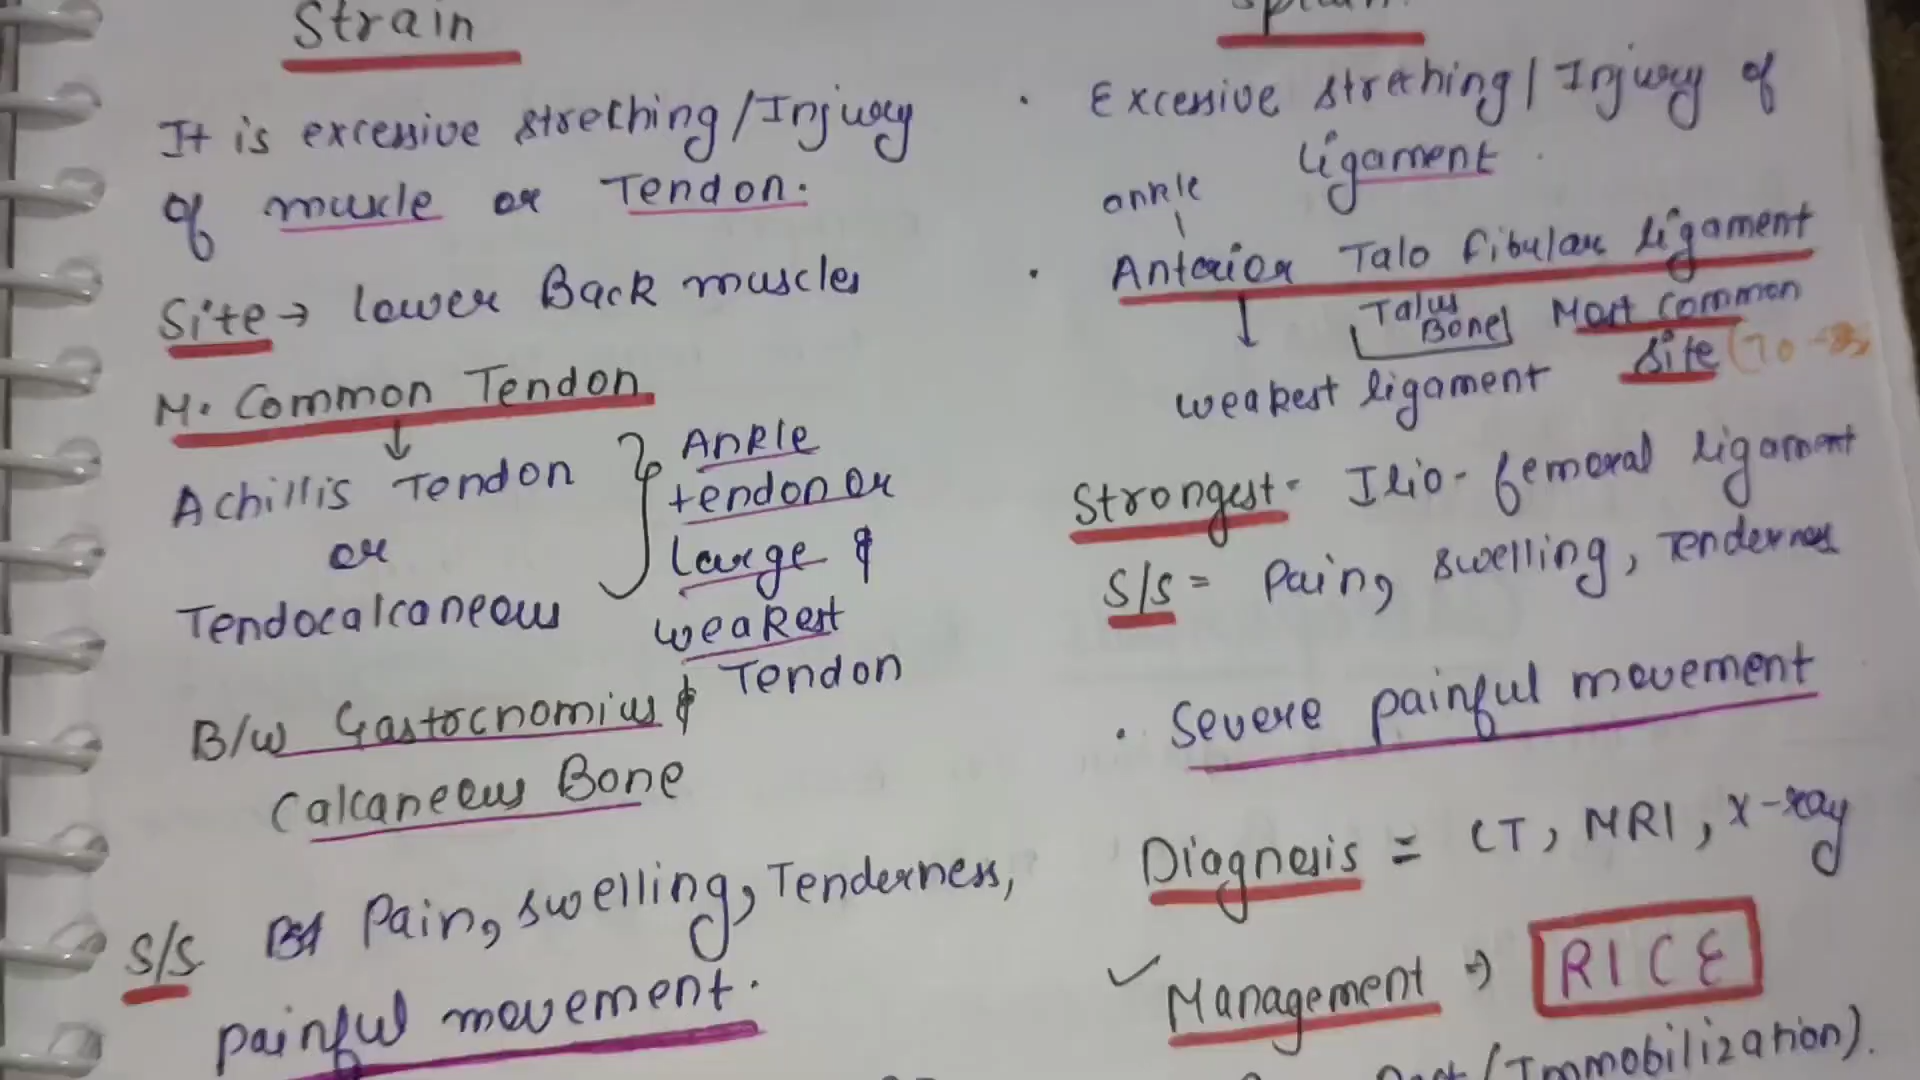 Strain
It is excessive streching/Injury
of muscle or Tendon.
Site → lower Back muscles
M. Common Tendon
↓
Achillis Tendon
or
Tendocalcaneous
Ankle
tendon or
large &
weakest
Tendon
B/w Gastocnomius &
Calcaneous Bone
S/S Pain, swelling, Tenderness,
painful movement.
• Excessive streching/Injury of
ligament.
ankle
• Anterior Talo fibular ligament
↓ Talus
Bone
Most Common
site
weakest ligament
Strongest- Ilio-femoral ligament
S/S = Pain, swelling, Tenderness
• Severe painful movement
Diagnosis = CT, MRI, x-ray
✓ Management → RICE
Rest/Immobilization).